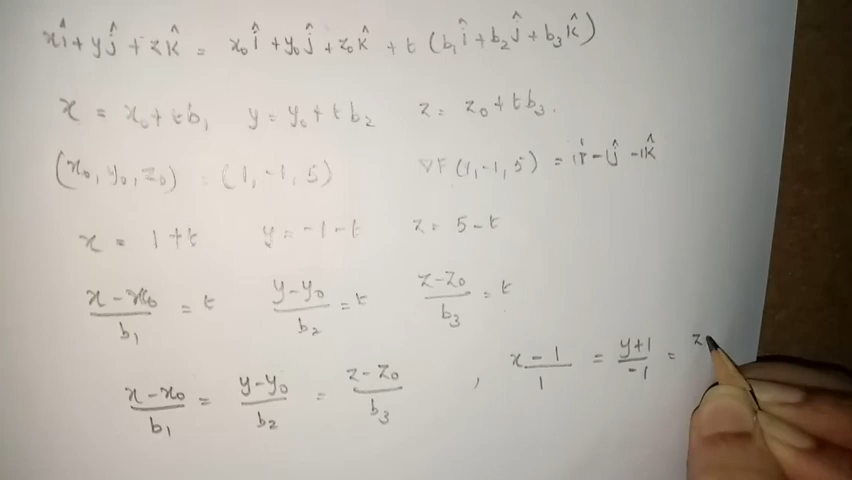 xî + yĵ + zk̂ = x₀î + y₀ĵ + z₀k̂ + t (b₁î + b₂ĵ + b₃k̂)
x = x₀ + tb₁ y = y₀ + tb₂ z = z₀ + tb₃.
(x₀, y₀, z₀) = (1, -1, 5) ∇F (1, -1, 5) = 1î - 1ĵ - 1k̂
x = 1 + t y = -1 - t z = 5 - t
(x - x₀)/b₁ = t (y - y₀)/b₂ = t (z - z₀)/b₃ = t
(x - x₀)/b₁ = (y - y₀)/b₂ = (z - z₀)/b₃ , (x - 1)/1 = (y + 1)/-1 = z